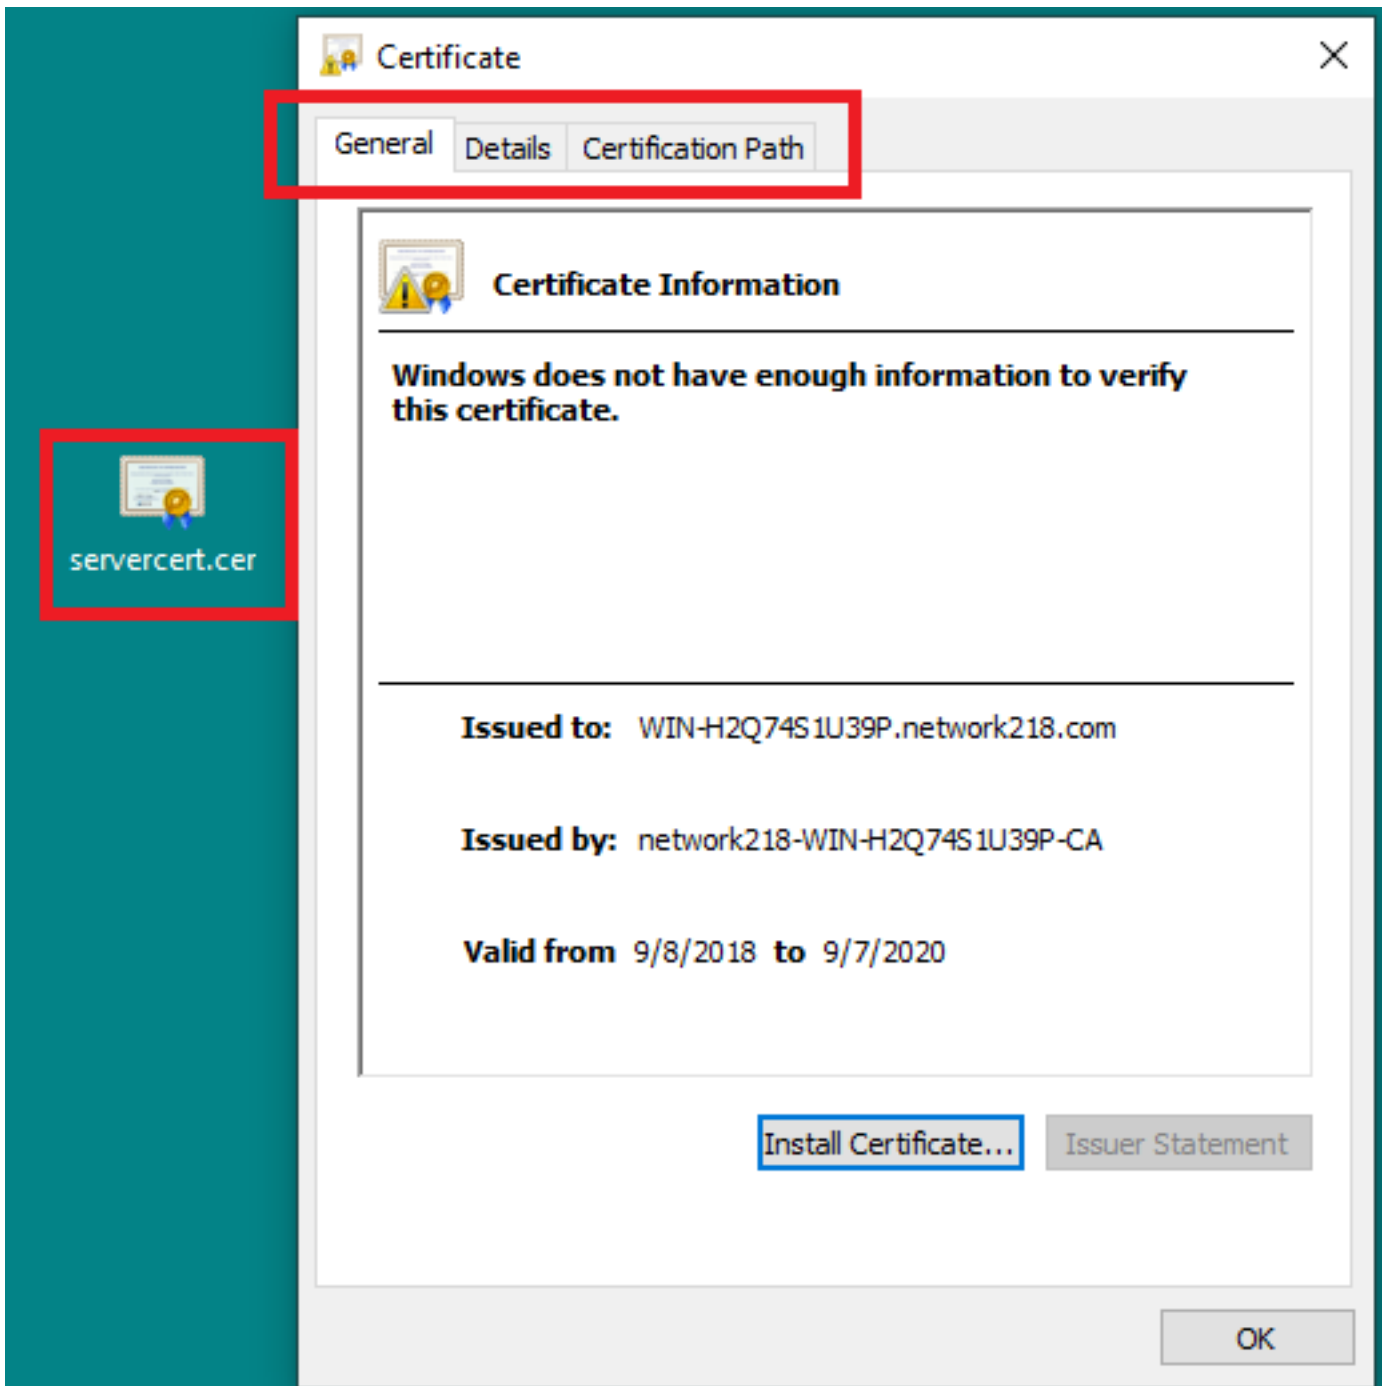 Certificate
General Details Certification Path
Certificate Information
Windows does not have enough information to verify
this certificate.
servercert.cer
Issued to: WIN-H2Q74S1U39P.network218.com
Issued by: network218-WIN-H2Q74S1U39P-CA
Valid from 9/8/2018 to 9/7/2020
Install Certificate... Issuer Statement
OK